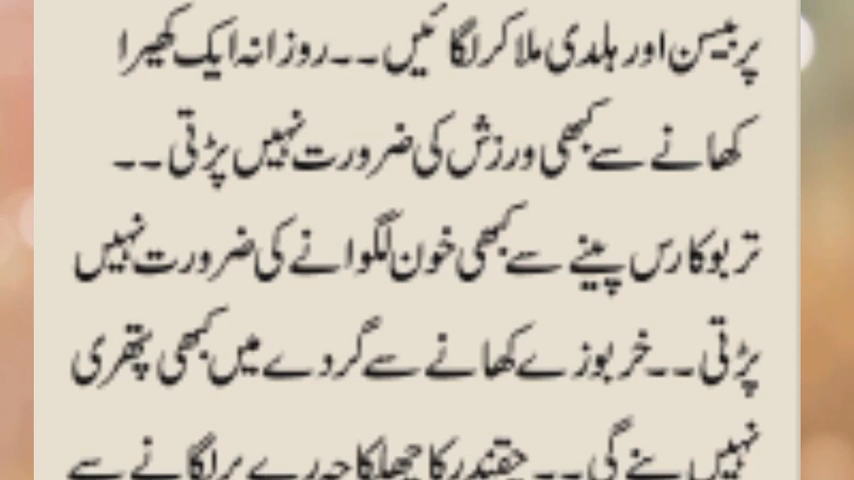 پر بیسن اور ہلدی ملا کر لگائیں۔۔ روزانہ ایک کھیرا
کھانے سے کبھی ورزش کی ضرورت نہیں پڑتی۔۔
تربو کا رس پینے سے کبھی خون لگوانے کی ضرورت نہیں
پڑتی۔۔ خربوزے کھانے سے گردے میں کبھی پتھری
نہیں بنے گی۔۔ چقندر کا چھلکا چہرے پر لگانے سے